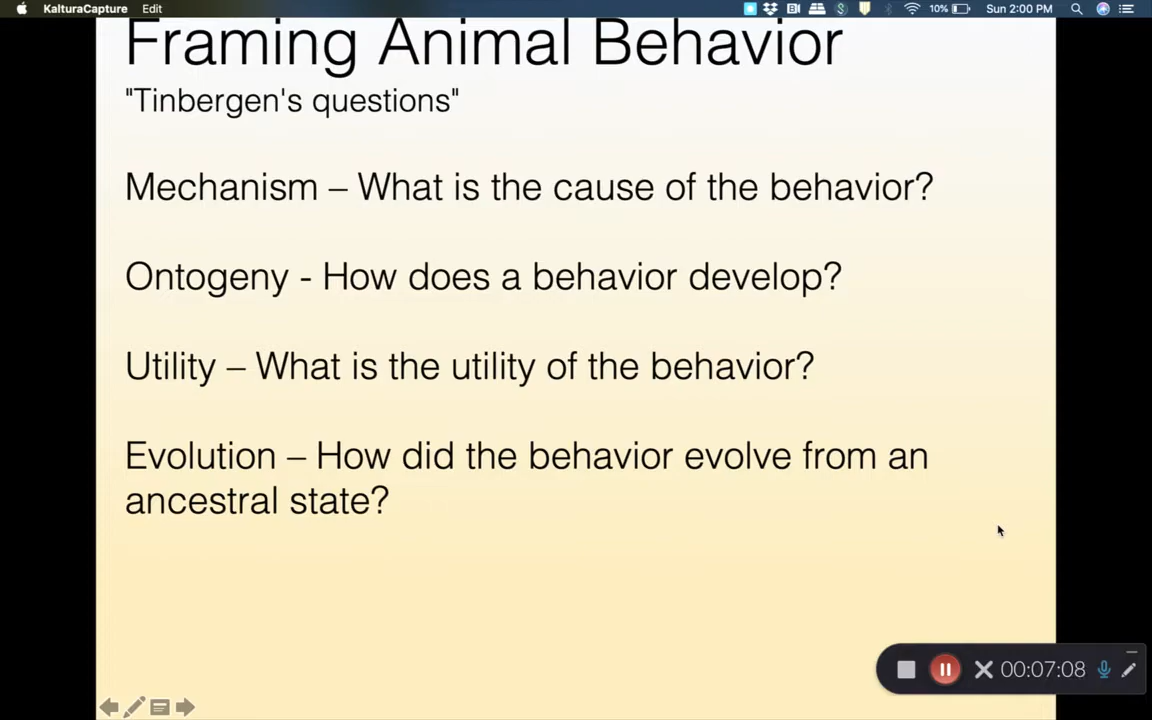 KalturaCapture Edit 10% Sun 2:00 PM
Framing Animal Behavior
"Tinbergen's questions"
Mechanism – What is the cause of the behavior?
Ontogeny - How does a behavior develop?
Utility – What is the utility of the behavior?
Evolution – How did the behavior evolve from an
ancestral state?
00:07:08